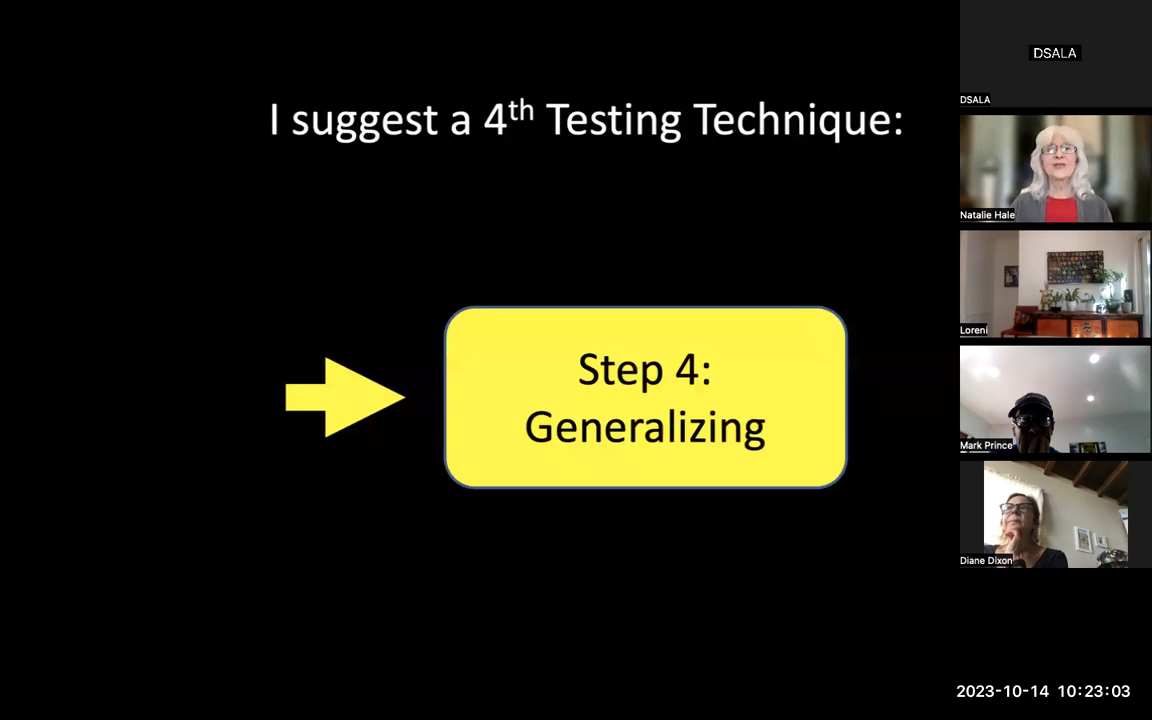 I suggest a 4th Testing Technique:
Step 4:
Generalizing
DSALA
DSALA
Natalie Hale
Loreni
Mark Prince
Diane Dixon
2023-10-14 10:23:03